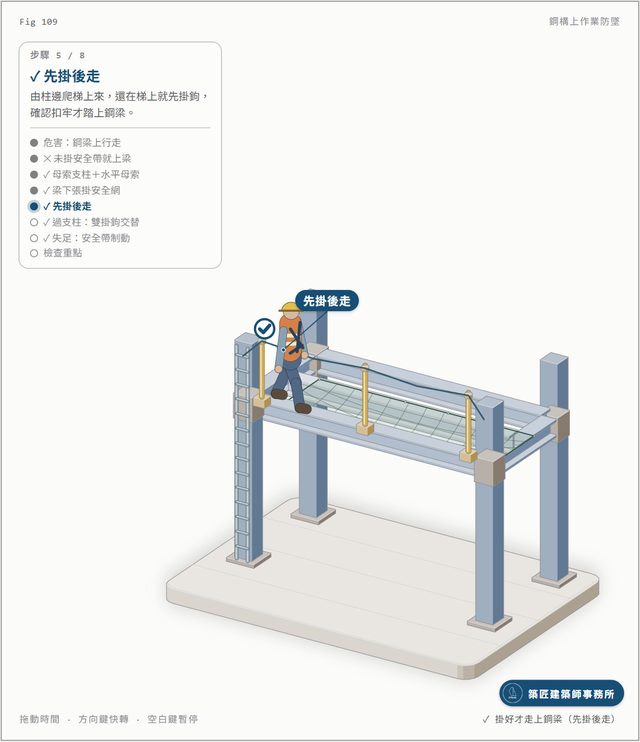 Fig 109
鋼構上作業防墜
步驟 5 / 8
✓ 先掛後走
由柱邊爬梯上來，還在梯上就先掛鉤，
確認扣牢才踏上鋼梁。
危害：鋼梁上行走
✕ 未掛安全帶就上梁
✓ 母索支柱＋水平母索
✓ 梁下張掛安全網
✓ 先掛後走
✓ 過支柱：雙掛鉤交替
✓ 失足：安全帶制動
檢查重點
先掛後走
築匠建築師事務所
拖動時間 · 方向鍵快轉 · 空白鍵暫停
✓ 掛好才走上鋼梁（先掛後走）